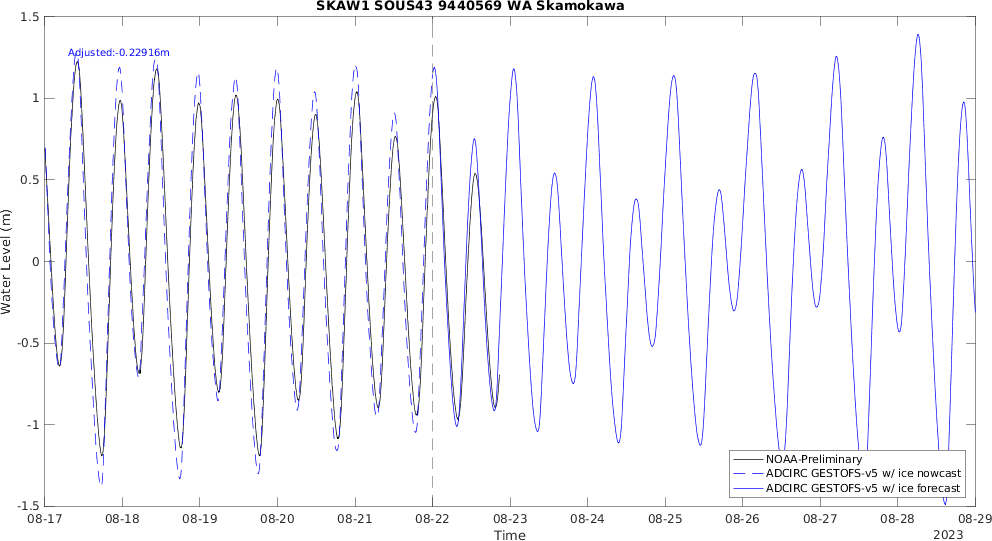 SKAW1 SOUS43 9440569 WA Skamokawa
Adjusted:-0.22916m
1.5
1
0.5
0
-0.5
-1
-1.5
Water Level (m)
NOAA-Preliminary
ADCIRC GESTOFS-v5 w/ ice nowcast
ADCIRC GESTOFS-v5 w/ ice forecast
08-17 08-18 08-19 08-20 08-21 08-22 08-23 08-24 08-25 08-26 08-27 08-28 08-29
Time
2023